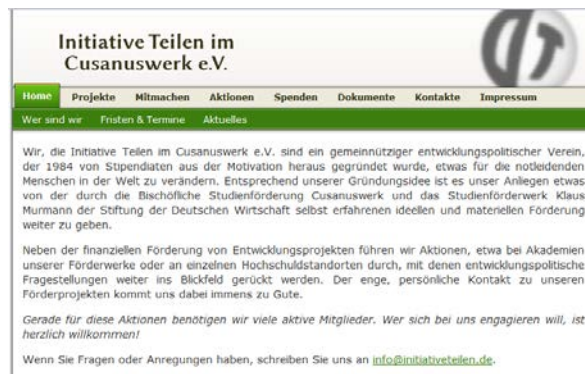 Initiative Teilen im
Cusanuswerk e.V.
Home Projekte Mitmachen Aktionen Spenden Dokumente Kontakte Impressum
Wer sind wir Fristen & Termine Aktuelles
Wir, die Initiative Teilen im Cusanuswerk e.V. sind ein gemeinnütziger entwicklungspolitischer Verein,
der 1984 von Stipendiaten aus der Motivation heraus gegründet wurde, etwas für die notleidenden
Menschen in der Welt zu verändern. Entsprechend unserer Gründungsidee ist es unser Anliegen etwas
von der durch die Bischöfliche Studienförderung Cusanuswerk und das Studienförderwerk Klaus
Murmann der Stiftung der Deutschen Wirtschaft selbst erfahrenen ideellen und materiellen Förderung
weiter zu geben.
Neben der finanziellen Förderung von Entwicklungsprojekten führen wir Aktionen, etwa bei Akademien
unserer Förderwerke oder an einzelnen Hochschulstandorten durch, mit denen entwicklungspolitische
Fragestellungen weiter ins Blickfeld gerückt werden. Der enge, persönliche Kontakt zu unseren
Förderprojekten kommt uns dabei immens zu Gute.
Gerade für diese Aktionen benötigen wir viele aktive Mitglieder. Wer sich bei uns engagieren will, ist
herzlich willkommen!
Wenn Sie Fragen oder Anregungen haben, schreiben Sie uns an info@initiativeteilen.de.